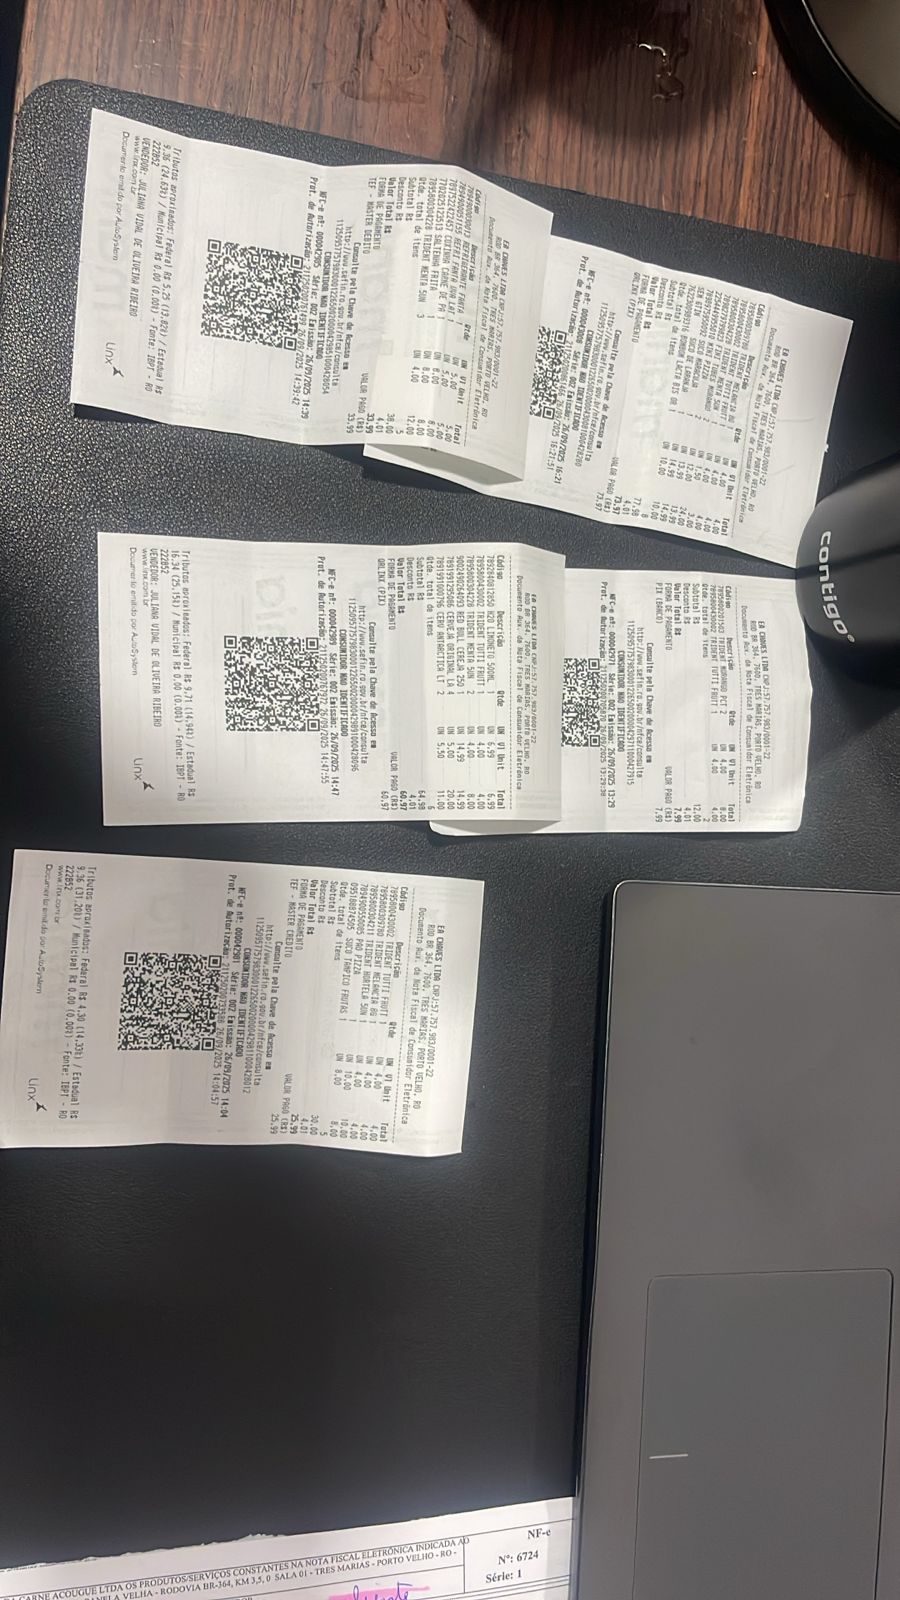 contigo®
EA CHAVES LTDA CNPJ:57.757.983/0001-22
ROD BR 364, 7600, TRES MARIAS, PORTO VELHO, RO
Documento Aux. da Nota Fiscal de Consumidor Eletrônica
Código Descrição Qtde UN Vl Unit Total
7895800309780 TRIDENT MELANCIA BG 1 UN 4.00 4,00
7895800430002 TRIDENT TUTTI FRUTT 1 UN 4.00 4,00
7895800304228 TRIDENT MENTA 5UN 1 UN 4.00 4,00
7898279799823 FINI TUBES MORANGO 2 UN 1.50 3,00
2254449955010 MINI PIZZA 2 UN 12.00 24,00
7898975950092 SUCO MARACUJA 1 UN 13.99 13,99
SEM GTIN SUCO DE LARANJA 1 UN 14.99 14,99
7622300989316 BOMBOM LACTA BIS OR 1 UN 10.00 10,00
Qtde. total de itens 8
Subtotal R$ 77,98
Desconto R$ 4,01
Valor Total R$ 73,97
FORMA DE PAGAMENTO VALOR PAGO (R$)
QRLINX (PIX) 73,97
Consulte pela Chave de Acesso em
http://www.sefin.ro.gov.br/nfce/consulta
CONSUMIDOR NAO IDENTIFICADO
NFC-e nº: 000043008 Série: 002 Emissão: 26/09/2025 16:21
Prot. de Autorização: 26/09/2025 16:21:51
EA CHAVES LTDA CNPJ:57.757.983/0001-22
ROD BR 364, 7600, TRES MARIAS, PORTO VELHO, RO
Documento Aux. da Nota Fiscal de Consumidor Eletrônica
Código Descrição Qtde UN Vl Unit Total
7894900030013 REFRIGERANTE FANTA 1 UN 5.00 5,00
7894900051155 REFRI FANTA UVA LAT 1 UN 5.00 5,00
7897522422457 COXINHA CARNE DE PA 1 UN 8.00 8,00
7702025123513 SALTENHA FRITA 1 UN 8.00 8,00
7895800304228 TRIDENT MENTA 5UN 3 UN 4.00 12,00
Qtde. total de itens 5
Subtotal R$ 38,00
Desconto R$ 4,01
Valor Total R$ 33,99
FORMA DE PAGAMENTO VALOR PAGO (R$)
TEF - MASTER DEBITO 33,99
Consulte pela Chave de Acesso em
http://www.sefin.ro.gov.br/nfce/consulta
CONSUMIDOR NAO IDENTIFICADO
NFC-e nº: 000042985 Série: 002 Emissão: 26/09/2025 14:39
Prot. de Autorização: 211250200761499 26/09/2025 14:39:42
Tributos aproximados: Federal R$ 5.25 (13,82%) / Estadual R$
9.36 (24.63%) / Municipal R$ 0.00 (0.00%) - Fonte: IBPT - RO
222B52
VENDEDOR: JULIANA VIDAL DE OLIVEIRA RIBEIRO
www.linx.com.br
Documento emitido por AutoSystem
Linx
EA CHAVES LTDA CNPJ:57.757.983/0001-22
ROD BR 364, 7600, TRES MARIAS, PORTO VELHO, RO
Documento Aux. da Nota Fiscal de Consumidor Eletrônica
Código Descrição Qtde UN Vl Unit Total
7895800201503 TRIDENT MORANGO PCT 2 UN 4.00 8,00
7895800430002 TRIDENT TUTTI FRUTT 1 UN 4.00 4,00
Qtde. total de itens 2
Subtotal R$ 12,00
Desconto R$ 4,01
Valor Total R$ 7,99
FORMA DE PAGAMENTO VALOR PAGO (R$)
PIX (BANCO) 7,99
Consulte pela Chave de Acesso em
http://www.sefin.ro.gov.br/nfce/consulta
CONSUMIDOR NAO IDENTIFICADO
NFC-e nº: 000042971 Série: 002 Emissão: 26/09/2025 13:29
Prot. de Autorização: 211250200705870 26/09/2025 13:29:38
EA CHAVES LTDA CNPJ:57.757.983/0001-22
ROD BR 364, 7600, TRES MARIAS, PORTO VELHO, RO
Documento Aux. da Nota Fiscal de Consumidor Eletrônica
Código Descrição Qtde UN Vl Unit Total
7892840812850 H2O LIMONETO 500ML 1 UN 6.99 6,99
7895800430002 TRIDENT TUTTI FRUTT 1 UN 4.00 4,00
7895800304228 TRIDENT MENTA 5UN 2 UN 4.00 8,00
9002490264093 RED BULL CEREJA 250 1 UN 14.99 14,99
7891991295086 CERVEJA ORIGINAL LA 4 UN 5.00 20,00
7891991000796 CERV ANTARCTICA LT 2 UN 5.50 11,00
Qtde. total de itens 6
Subtotal R$ 64,98
Desconto R$ 4,01
Valor Total R$ 60,97
FORMA DE PAGAMENTO VALOR PAGO (R$)
QRLINX (PIX) 60,97
Consulte pela Chave de Acesso em
http://www.sefin.ro.gov.br/nfce/consulta
CONSUMIDOR NAO IDENTIFICADO
NFC-e nº: 000042989 Série: 002 Emissão: 26/09/2025 14:47
Prot. de Autorização: 211250200767972 26/09/2025 14:47:55
Tributos aproximados: Federal R$ 9.71 (14,94%) / Estadual R$
16.34 (25,15%) / Municipal R$ 0.00 (0.00%) - Fonte: IBPT - RO
222B52
VENDEDOR: JULIANA VIDAL DE OLIVEIRA RIBEIRO
www.linx.com.br
Documento emitido por AutoSystem
Linx
EA CHAVES LTDA CNPJ:57.757.983/0001-22
ROD BR 364, 7600, TRES MARIAS, PORTO VELHO, RO
Documento Aux. da Nota Fiscal de Consumidor Eletrônica
Código Descrição Qtde UN Vl Unit Total
7895800430002 TRIDENT TUTTI FRUTT 1 UN 4.00 4,00
7895800309780 TRIDENT MELANCIA BG 1 UN 4.00 4,00
7895800304211 TRIDENT HORTELA 5UN 1 UN 4.00 4,00
7894900550085 PAO PIZZA 1 UN 10.00 10,00
095188874505 SUCO TAMPICO FRUTAS 1 UN 8.00 8,00
Qtde. total de itens 5
Subtotal R$ 30,00
Desconto R$ 4,01
Valor Total R$ 25,99
FORMA DE PAGAMENTO VALOR PAGO (R$)
TEF - MASTER CREDITO 25,99
Consulte pela Chave de Acesso em
http://www.sefin.ro.gov.br/nfce/consulta
CONSUMIDOR NAO IDENTIFICADO
NFC-e nº: 000042981 Série: 002 Emissão: 26/09/2025 14:04
Prot. de Autorização: 211250200733588 26/09/2025 14:04:57
Tributos aproximados: Federal R$ 4,30 (14,33%) / Estadual R$
9.36 (31,20%) / Municipal R$ 0.00 (0.00%) - Fonte: IBPT - RO
222B52
www.linx.com.br
Documento emitido por AutoSystem
Linx
NF-e
Nº: 6724
Série: 1
CARNE ACOUGUE LTDA OS PRODUTOS/SERVIÇOS CONSTANTES NA NOTA FISCAL ELETRÔNICA INDICADA AO
RODOVIA BR-364, KM 3,5, 0 SALA 01 - TRES MARIAS - PORTO VELHO - RO -